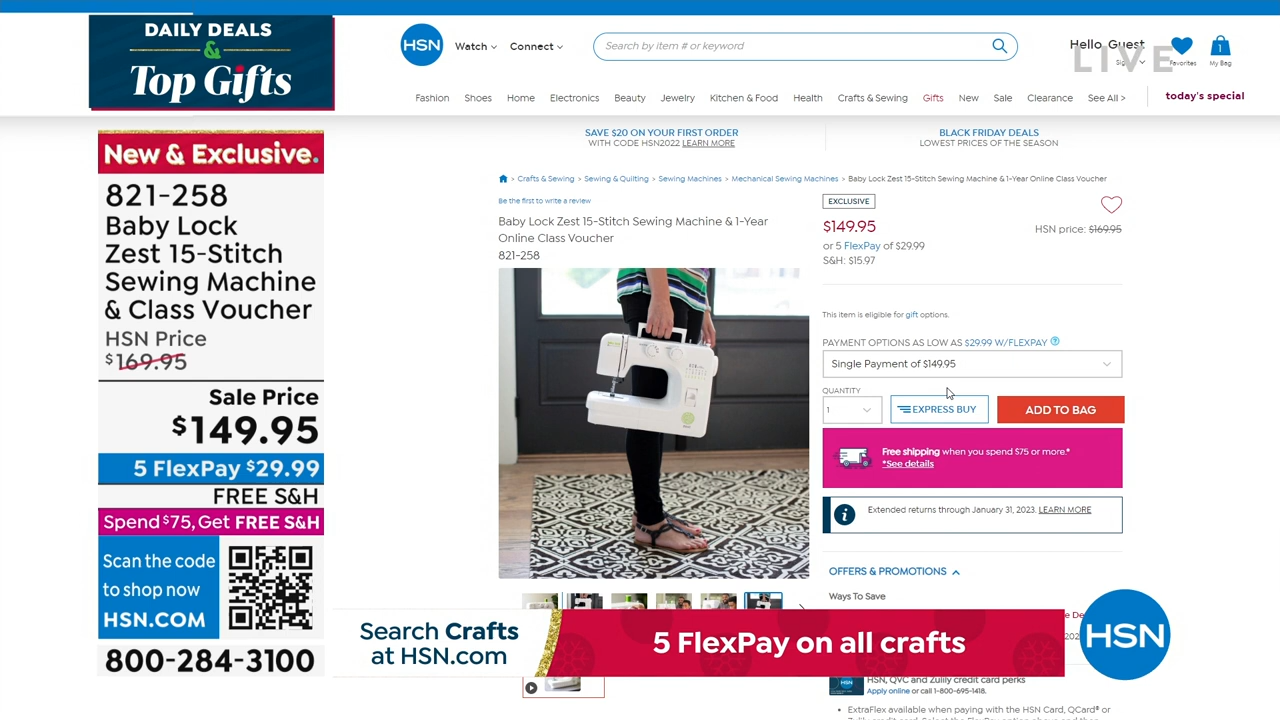 DAILY DEALS
&
Top Gifts
New & Exclusive.
821-258
Baby Lock
Zest 15-Stitch
Sewing Machine
& Class Voucher
HSN Price
$169.95
Sale Price
$149.95
5 FlexPay $29.99
FREE S&H
Spend $75, Get FREE S&H
Scan the code
to shop now
HSN.COM
800-284-3100
HSN
Watch
Connect
Search by item # or keyword
Hello, Guest
LIVE
Favorites
1
My Bag
Fashion Shoes Home Electronics Beauty Jewelry Kitchen & Food Health Crafts & Sewing Gifts New Sale Clearance See All >
today's special
SAVE $20 ON YOUR FIRST ORDER
WITH CODE HSN2022 LEARN MORE
BLACK FRIDAY DEALS
LOWEST PRICES OF THE SEASON
> Crafts & Sewing > Sewing & Quilting > Sewing Machines > Mechanical Sewing Machines > Baby Lock Zest 15-Stitch Sewing Machine & 1-Year Online Class Voucher
Be the first to write a review
Baby Lock Zest 15-Stitch Sewing Machine & 1-Year
Online Class Voucher
821-258
EXCLUSIVE
$149.95
HSN price: $169.95
or 5 FlexPay of $29.99
S&H: $15.97
This item is eligible for gift options.
PAYMENT OPTIONS AS LOW AS $29.99 W/FLEXPAY
Single Payment of $149.95
QUANTITY
1
EXPRESS BUY
ADD TO BAG
Free shipping when you spend $75 or more.*
*See details
Extended returns through January 31, 2023. LEARN MORE
OFFERS & PROMOTIONS
Ways To Save
Search Crafts
at HSN.com
5 FlexPay on all crafts
HSN
HSN, QVC and Zulily credit card perks
Apply online or call 1-800-695-1418.
• ExtraFlex available when paying with the HSN Card, QCard® or